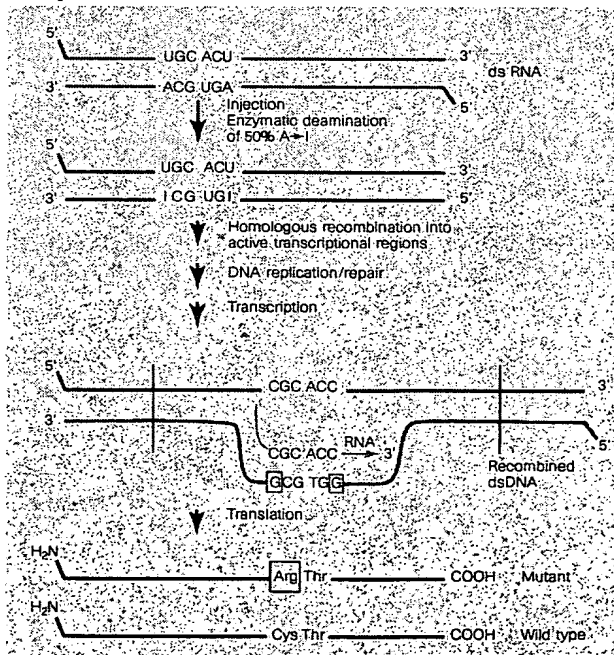 5'
UGC ACU
3'
ds RNA
3'
ACG UGA
5'
Injection
Enzymatic deamination
of 50% A→I
5'
UGC ACU
3'
3'
ICG UGI
5'
Homologous recombination into
active transcriptional regions
DNA replication/repair
Transcription
5'
CGC ACC
3'
3'
CGC ACC RNA 3'
5'
GCG TGG
Recombined
dsDNA
Translation
H₂N
Arg Thr COOH Mutant
H₂N
Cys Thr COOH Wild type